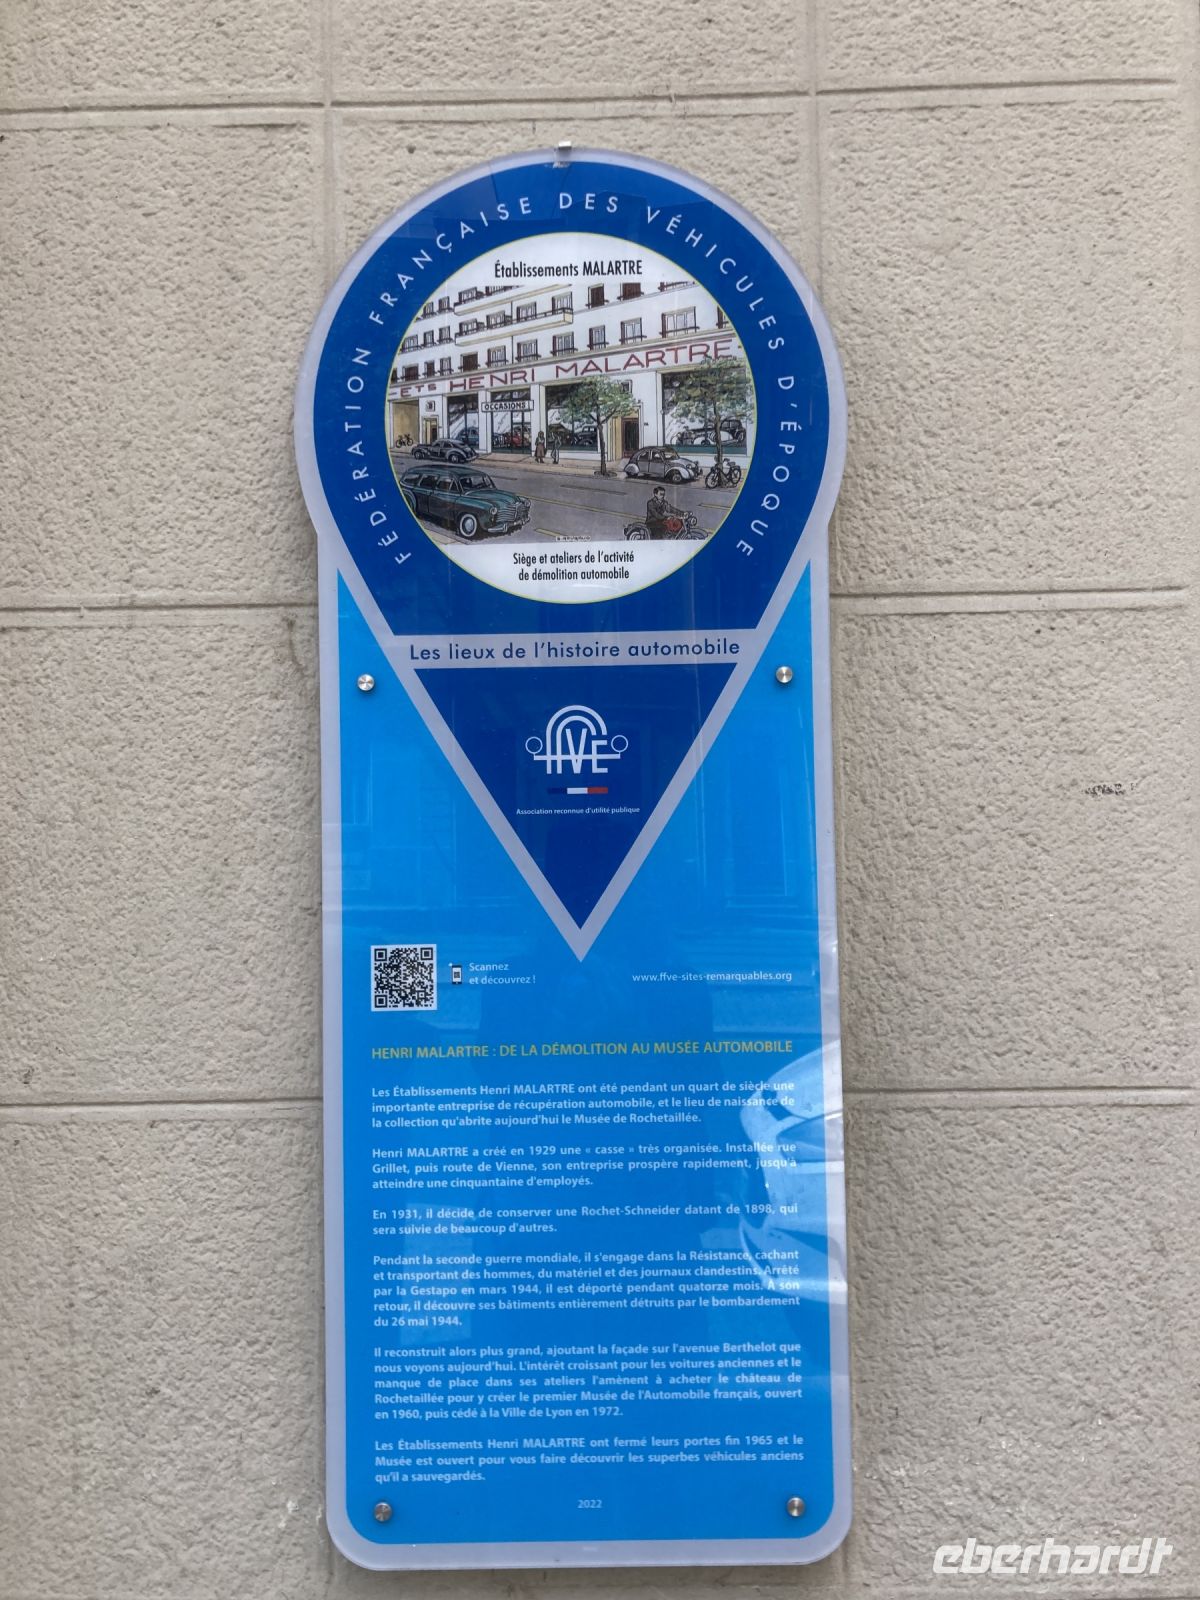 FÉDÉRATION FRANÇAISE DES VÉHICULES D'ÉPOQUE
Établissements MALARTRE
ETS HENRI MALARTRE
OCCASIONS
Siège et ateliers de l'activité
de démolition automobile
Les lieux de l'histoire automobile
FFVE
Association reconnue d'utilité publique
Scannez
et découvrez !
www.ffve-sites-remarquables.org
HENRI MALARTRE : DE LA DÉMOLITION AU MUSÉE AUTOMOBILE
Les Établissements Henri MALARTRE ont été pendant un quart de siècle une
importante entreprise de récupération automobile, et le lieu de naissance de
la collection qu'abrite aujourd'hui le Musée de Rochetaillée.
Henri MALARTRE a créé en 1929 une « casse » très organisée. Installée rue
Grillet, puis route de Vienne, son entreprise prospère rapidement, jusqu'à
atteindre une cinquantaine d'employés.
En 1931, il décide de conserver une Rochet-Schneider datant de 1898, qui
sera suivie de beaucoup d'autres.
Pendant la seconde guerre mondiale, il s'engage dans la Résistance, cachant
et transportant des hommes, du matériel et des journaux clandestins. Arrêté
par la Gestapo en mars 1944, il est déporté pendant quatorze mois. A son
retour, il découvre ses bâtiments entièrement détruits par le bombardement
du 26 mai 1944.
Il reconstruit alors plus grand, ajoutant la façade sur l'avenue Berthelot que
nous voyons aujourd'hui. L'intérêt croissant pour les voitures anciennes et le
manque de place dans ses ateliers l'amènent à acheter le château de
Rochetaillée pour y créer le premier Musée de l'Automobile français, ouvert
en 1960, puis cédé à la Ville de Lyon en 1972.
Les Établissements Henri MALARTRE ont fermé leurs portes fin 1965 et le
Musée est ouvert pour vous faire découvrir les superbes véhicules anciens
qu'il a sauvegardés.
2022
eberhardt